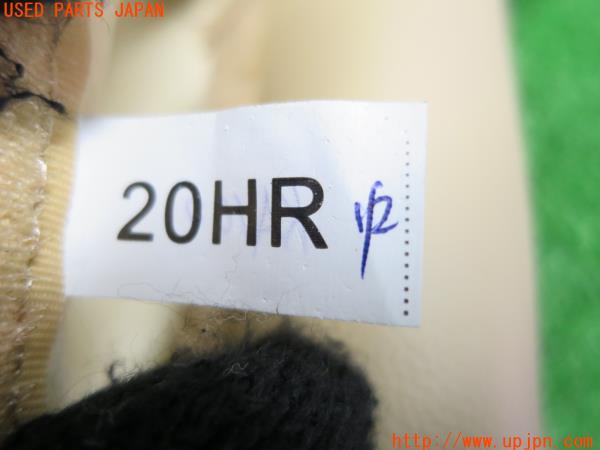 USED PARTS JAPAN
20HR
http://www.upjpn.com/